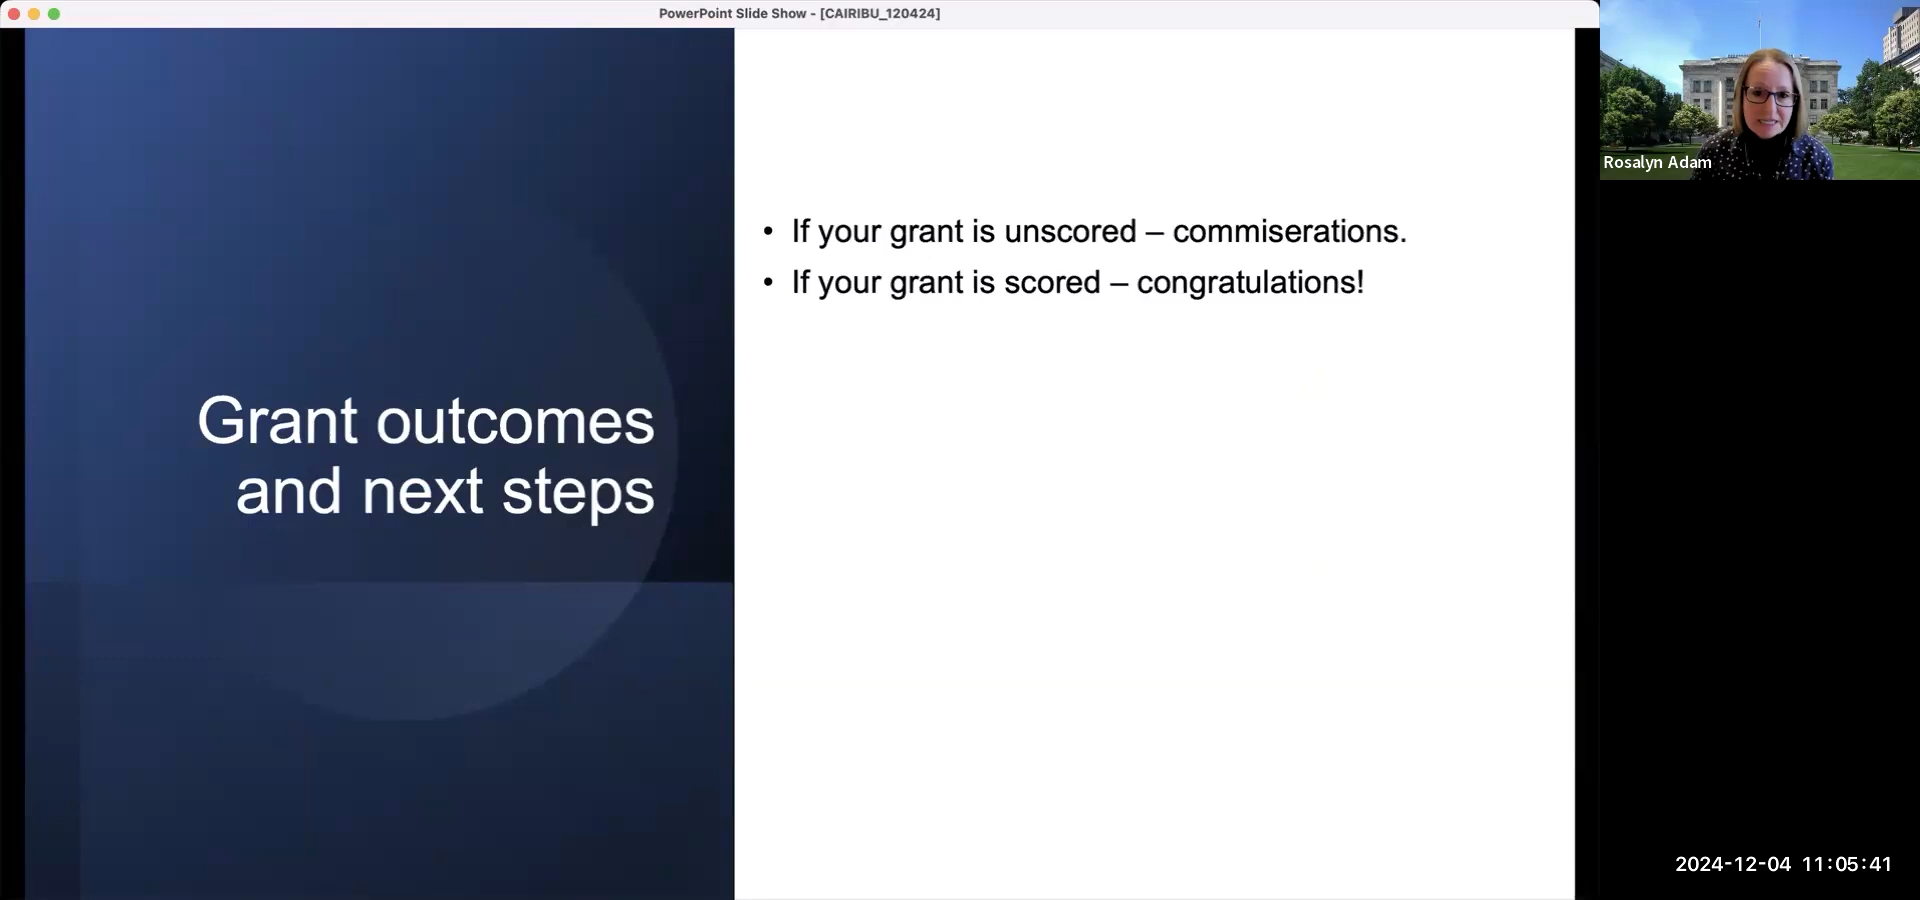 PowerPoint Slide Show - [CAIRIBU_120424]
Grant outcomes
and next steps
• If your grant is unscored – commiserations.
• If your grant is scored – congratulations!
Rosalyn Adam
2024-12-04 11:05:41